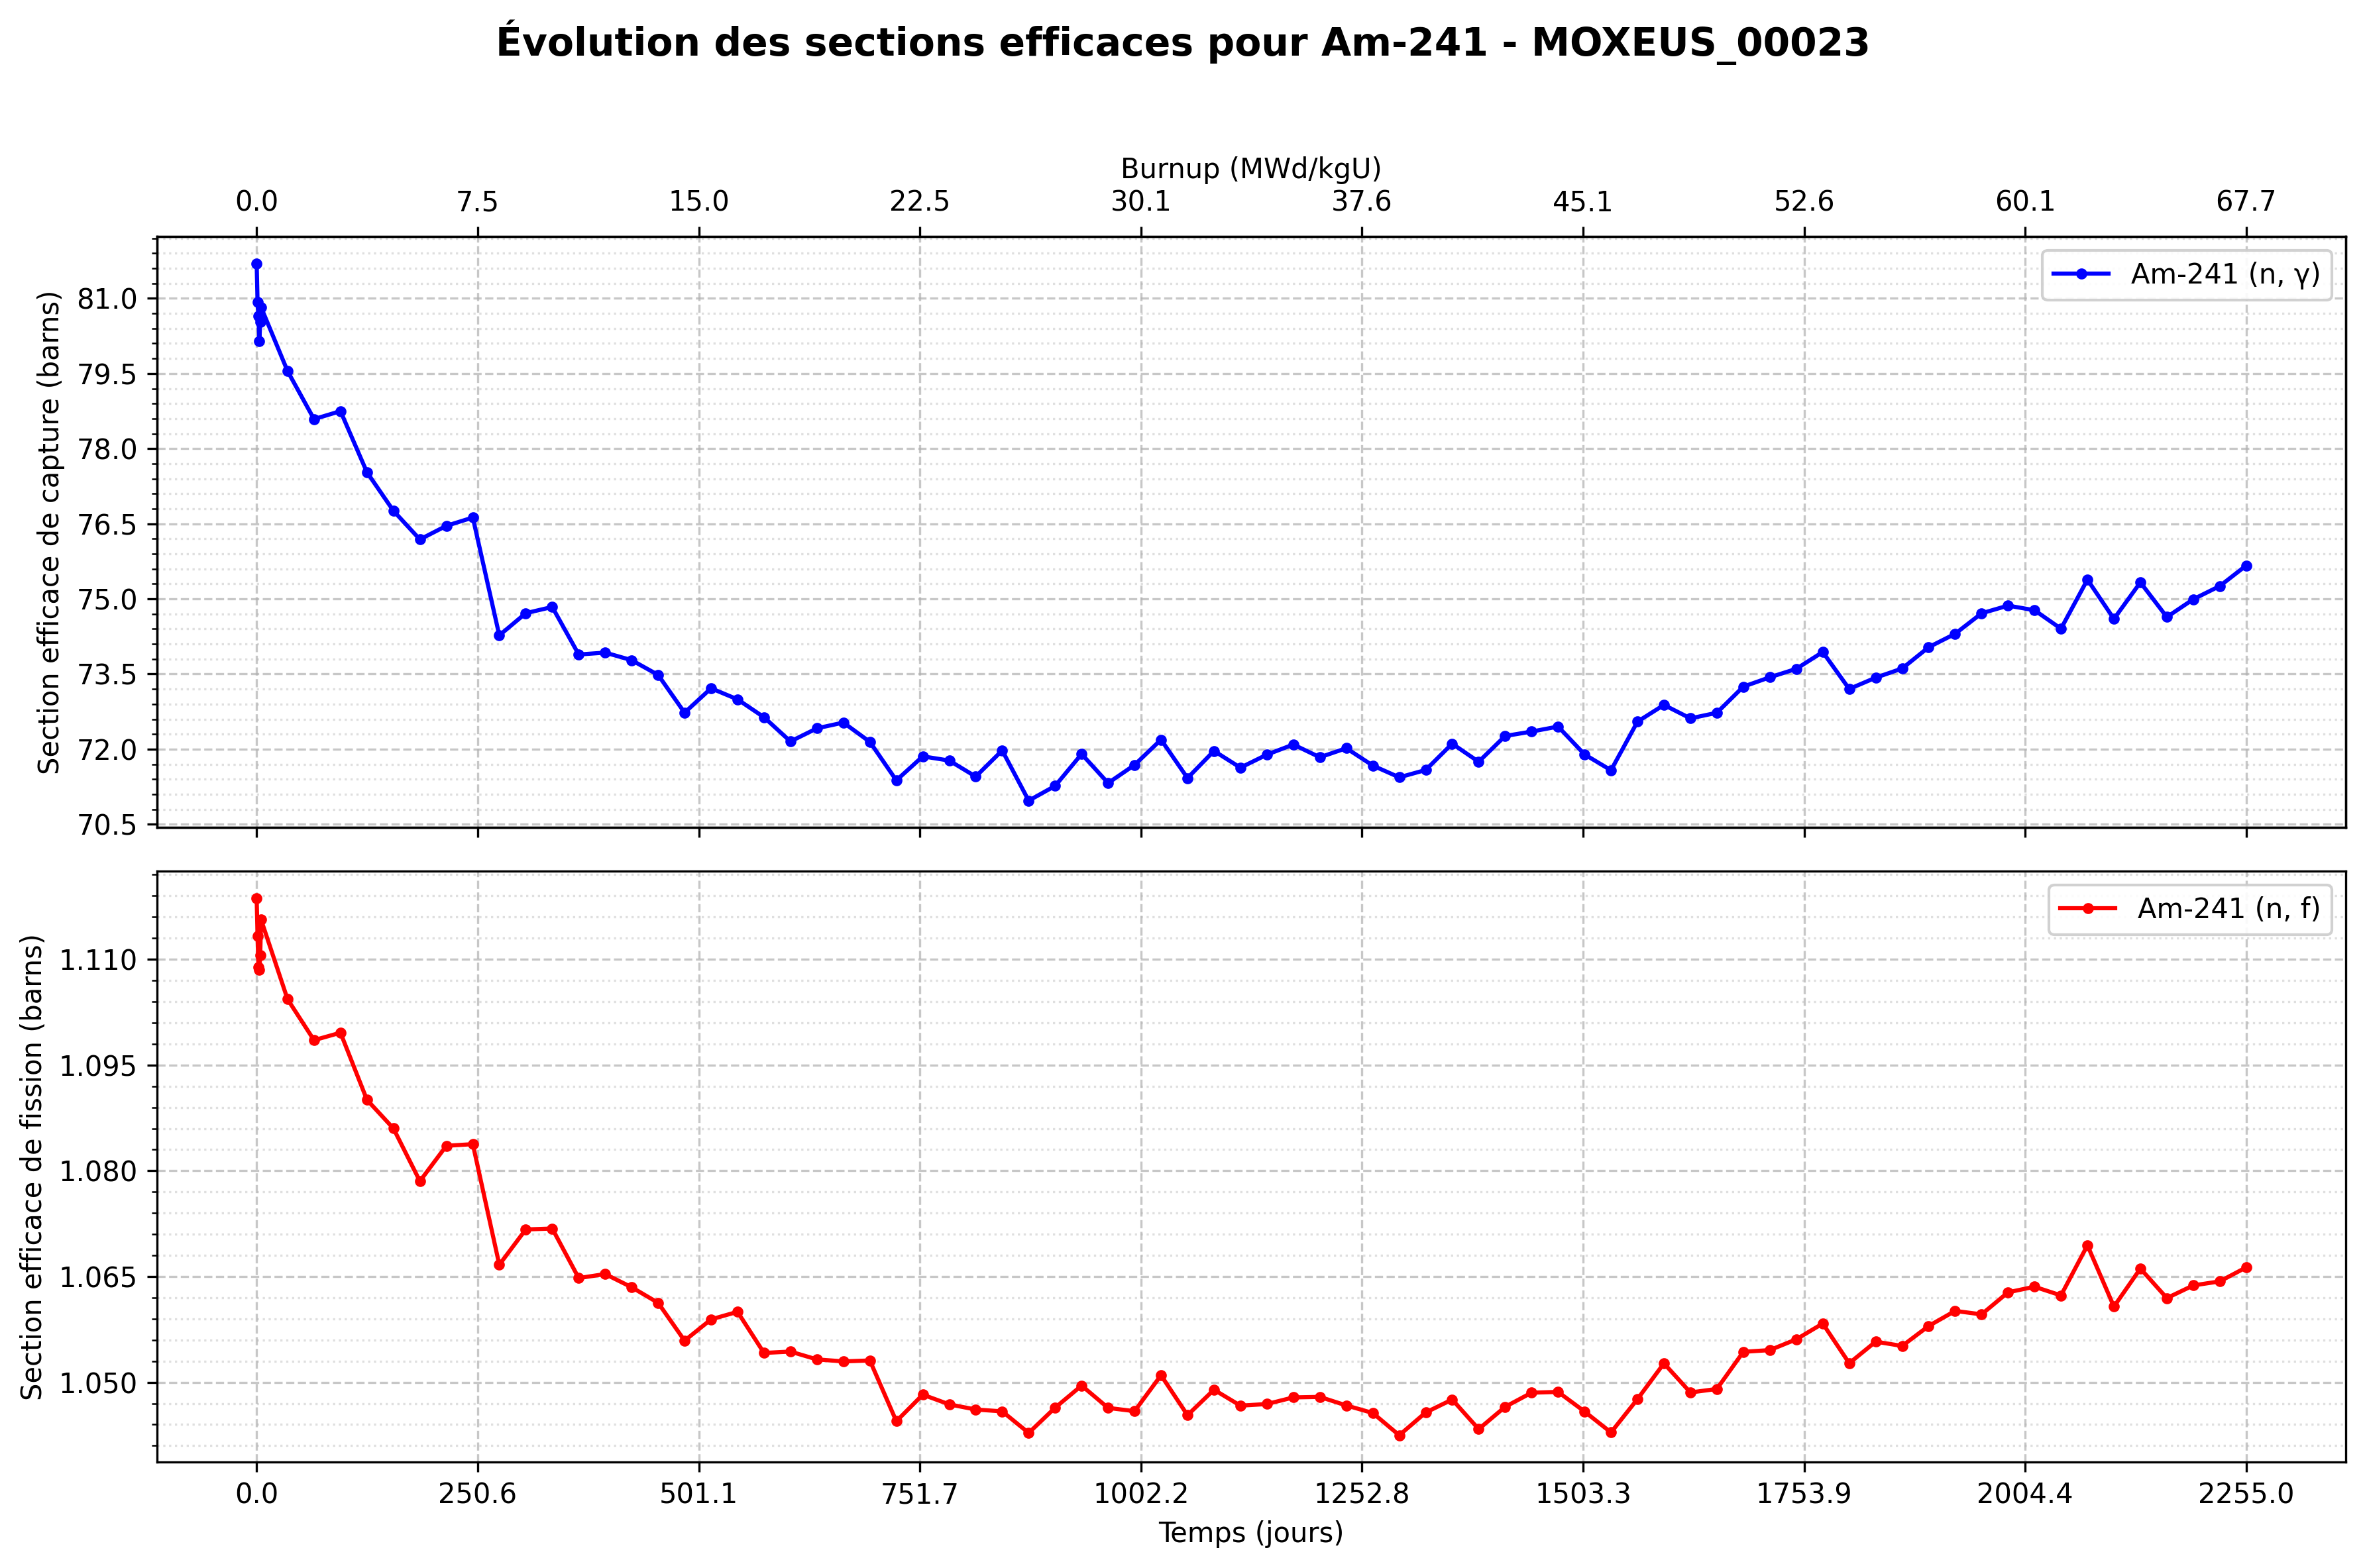 Évolution des sections efficaces pour Am-241 - MOXEUS_00023
Burnup (MWd/kgU)
0.0 7.5 15.0 22.5 30.1 37.6 45.1 52.6 60.1 67.7
Section efficace de capture (barns)
81.0
79.5
78.0
76.5
75.0
73.5
72.0
70.5
Am-241 (n, γ)
Section efficace de fission (barns)
1.110
1.095
1.080
1.065
1.050
Am-241 (n, f)
0.0 250.6 501.1 751.7 1002.2 1252.8 1503.3 1753.9 2004.4 2255.0
Temps (jours)